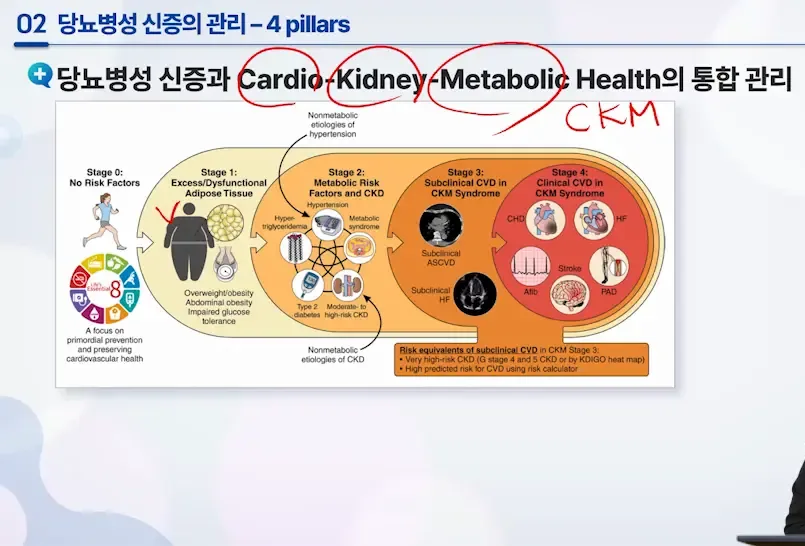 02 당뇨병성 신증의 관리 – 4 pillars
당뇨병성 신증과 Cardio-Kidney-Metabolic Health의 통합 관리
CKM
Nonmetabolic
etiologies of
hypertension
Stage 0:
No Risk Factors
Life's
Essential
8
A focus on
primordial prevention
and preserving
cardiovascular health
Stage 1:
Excess/Dysfunctional
Adipose Tissue
Overweight/obesity
Abdominal obesity
Impaired glucose
tolerance
Stage 2:
Metabolic Risk
Factors and CKD
Hypertension
Hyper-
triglyceridemia
Metabolic
syndrome
Type 2
diabetes
Moderate- to
high-risk CKD
Nonmetabolic
etiologies of CKD
Stage 3:
Subclinical CVD in
CKM Syndrome
Subclinical
ASCVD
Subclinical
HF
Stage 4:
Clinical CVD in
CKM Syndrome
CHD
HF
Afib
Stroke
PAD
Risk equivalents of subclinical CVD in CKM Stage 3:
• Very high-risk CKD (G stage 4 and 5 CKD or by KDIGO heat map)
• High predicted risk for CVD using risk calculator